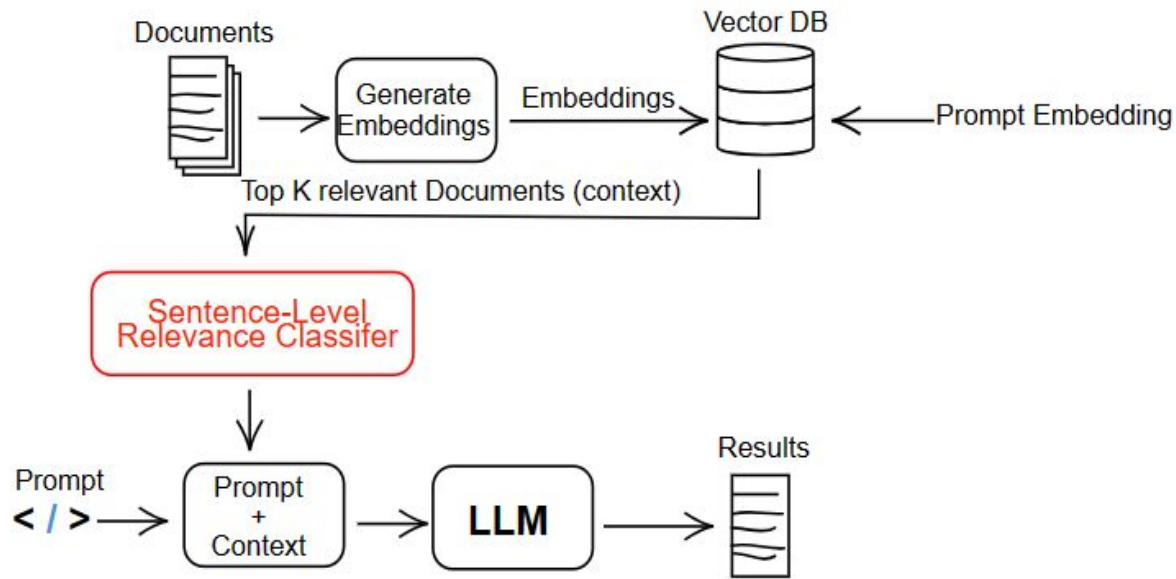 Documents
Vector DB
Generate
Embeddings
Embeddings
Prompt Embedding
Top K relevant Documents (context)
Sentence-Level
Relevance Classifer
Prompt
< / >
Prompt
+
Context
LLM
Results